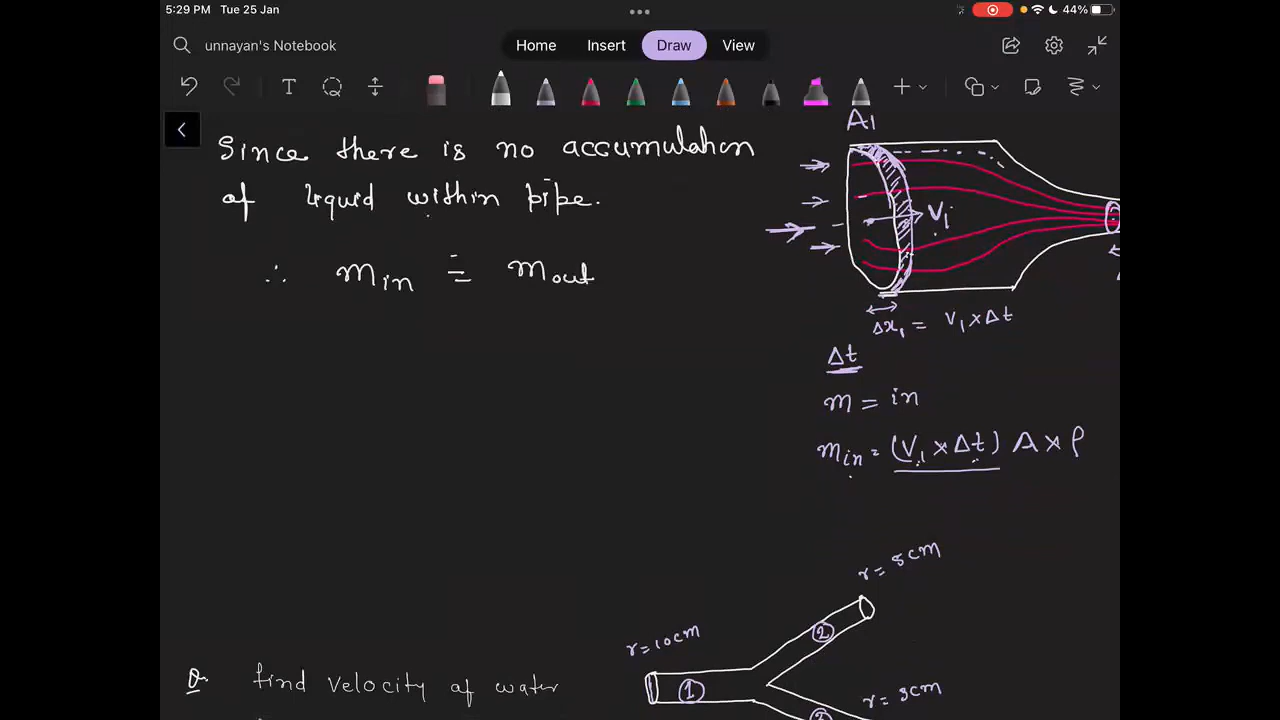 5:29 PM Tue 25 Jan
44%
unnayan's Notebook
Home Insert Draw View
Since there is no accumulation
of liquid within pipe.
∴ min = mout
A1
V1
Δx1 = V1 × Δt
Δt
m = in
min = (V1 × Δt) A × ρ
r = 8cm
r = 10cm
①
②
Q find velocity of water
r = 3cm